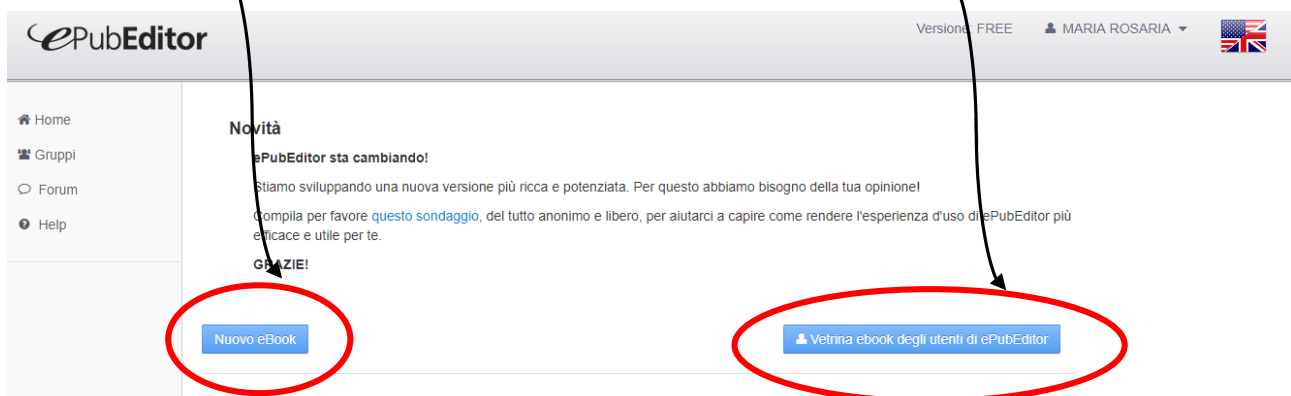 ePubEditor
Versione: FREE MARIA ROSARIA
Home
Gruppi
Forum
Help
Novità
ePubEditor sta cambiando!
Stiamo sviluppando una nuova versione più ricca e potenziata. Per questo abbiamo bisogno della tua opinione!
Compila per favore questo sondaggio, del tutto anonimo e libero, per aiutarci a capire come rendere l'esperienza d'uso di ePubEditor più
efficace e utile per te.
GRAZIE!
Nuovo eBook
Vetrina ebook degli utenti di ePubEditor